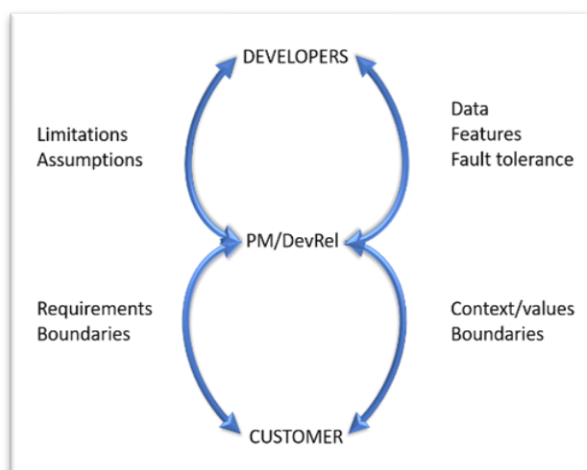 DEVELOPERS
Limitations
Assumptions
Data
Features
Fault tolerance
PM/DevRel
Requirements
Boundaries
Context/values
Boundaries
CUSTOMER